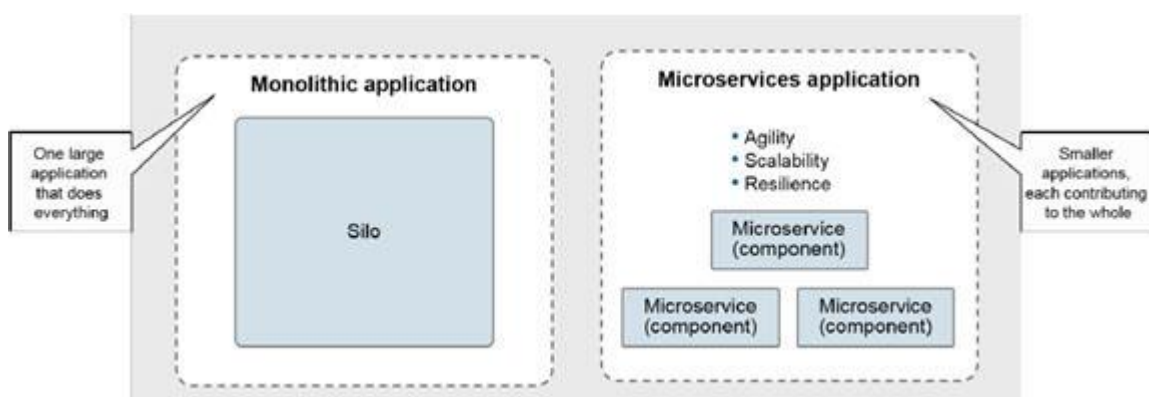 Monolithic application
One large
application
that does
everything
Silo
Microservices application
• Agility
• Scalability
• Resilience
Microservice
(component)
Microservice
(component)
Microservice
(component)
Smaller
applications,
each contributing
to the whole